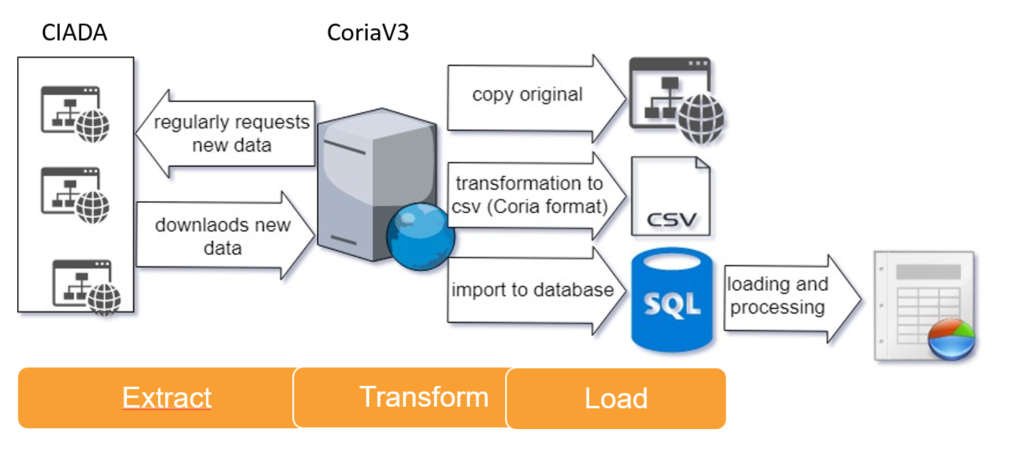 CIADA
CoriaV3
regularly requests
new data
downlaods new
data
copy original
transformation to
csv (Coria format)
CSV
import to database
SQL
loading and
processing
Extract
Transform
Load